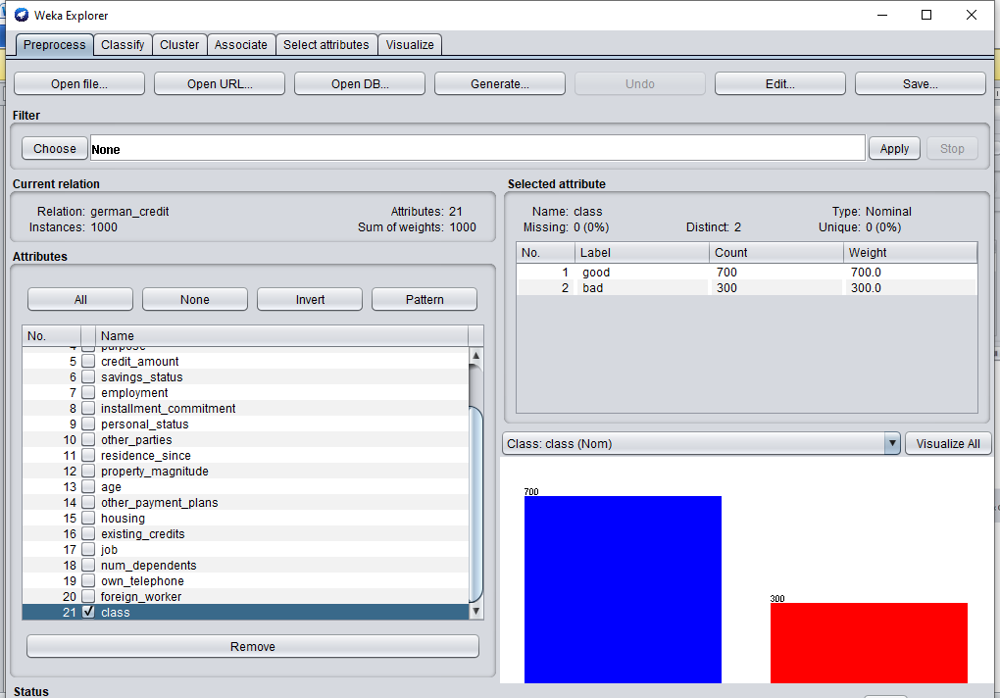 Weka Explorer
Preprocess Classify Cluster Associate Select attributes Visualize
Open file... Open URL... Open DB... Generate... Undo Edit... Save...
Filter
Choose None Apply Stop
Current relation
Relation: german_credit Attributes: 21
Instances: 1000 Sum of weights: 1000
Attributes
All None Invert Pattern
No. Name
4 purpose
5 credit_amount
6 savings_status
7 employment
8 installment_commitment
9 personal_status
10 other_parties
11 residence_since
12 property_magnitude
13 age
14 other_payment_plans
15 housing
16 existing_credits
17 job
18 num_dependents
19 own_telephone
20 foreign_worker
21 class
Remove
Status
Selected attribute
Name: class Type: Nominal
Missing: 0 (0%) Distinct: 2 Unique: 0 (0%)
No. Label Count Weight
1 good 700 700.0
2 bad 300 300.0
Class: class (Nom) Visualize All
700
300